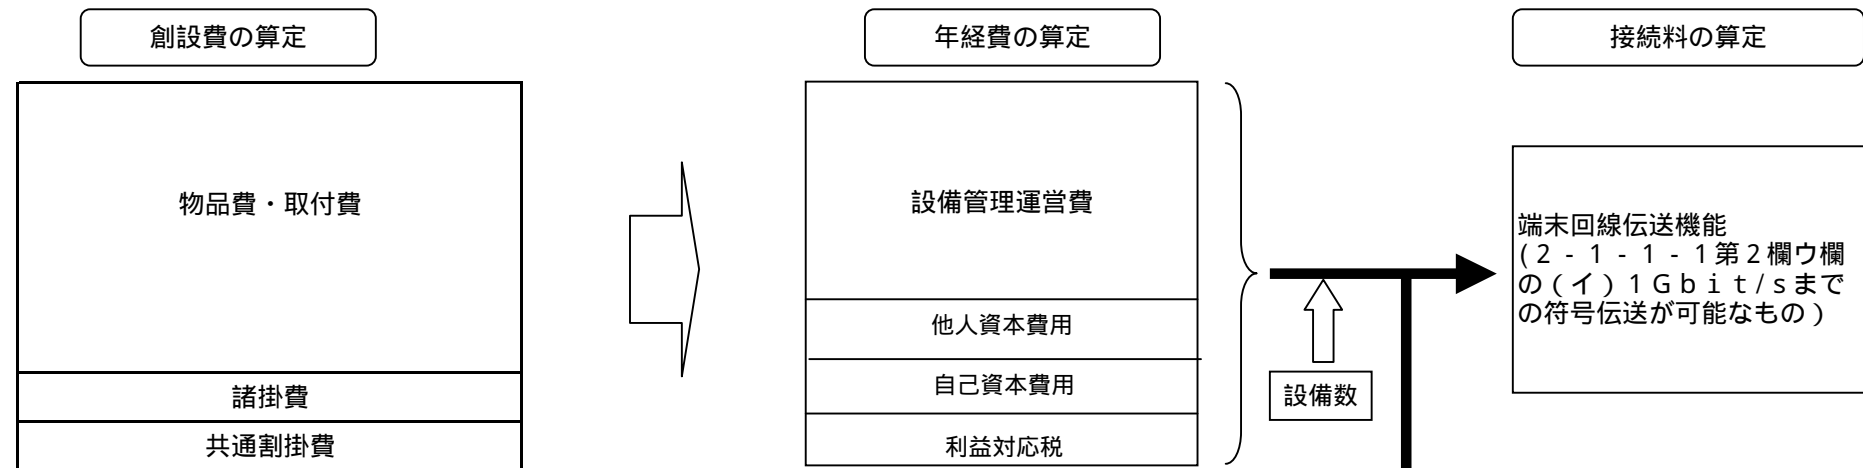 創設費の算定
年経費の算定
接続料の算定
物品費・取付費
諸掛費
共通割掛費
設備管理運営費
他人資本費用
自己資本費用
利益対応税
設備数
端末回線伝送機能
(2-1-1-1第2欄ウ欄
の(イ)1Gbit/sまで
の符号伝送が可能なもの)